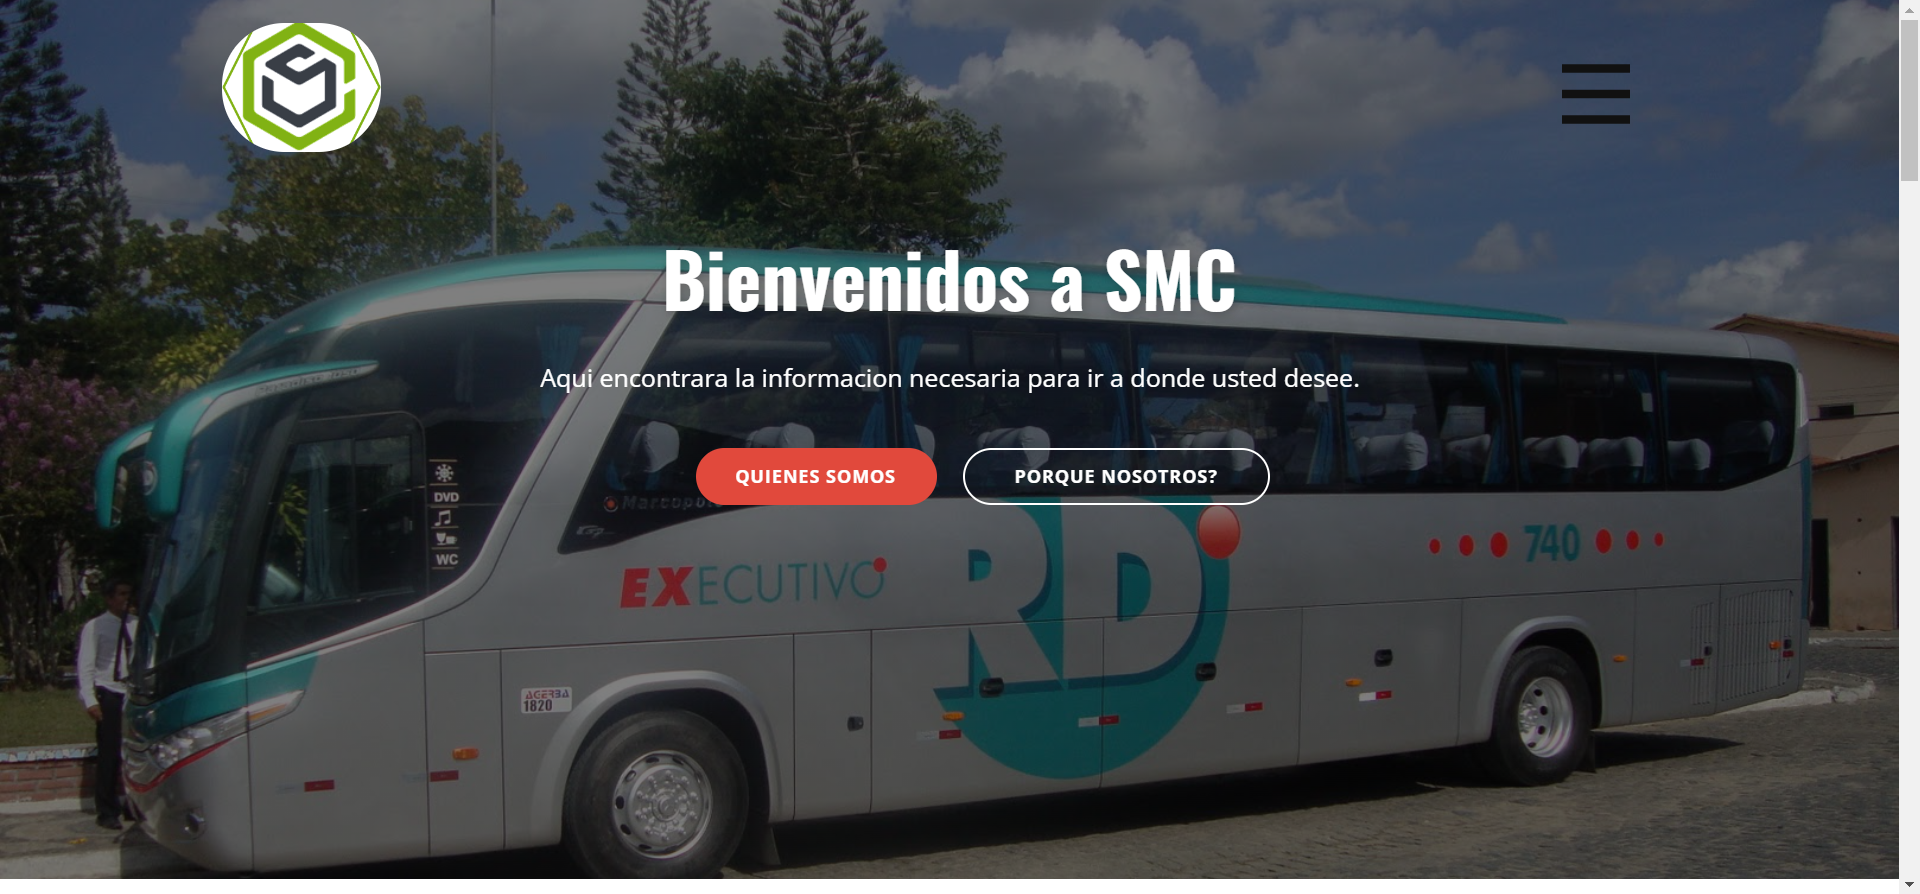 Bienvenidos a SMC
Aqui encontrara la informacion necesaria para ir a donde usted desee.
QUIENES SOMOS
PORQUE NOSOTROS?
DVD
WC
Marcopolo
G7
EXECUTIVO
RD
740
AGERBA
1820